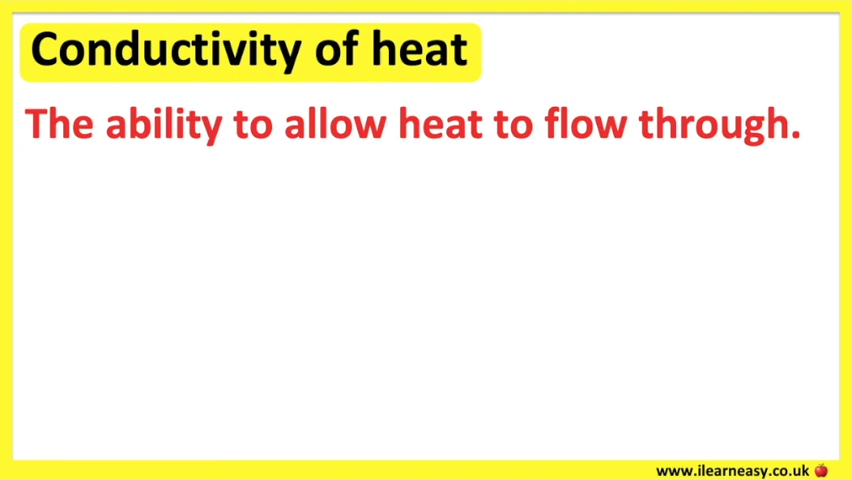 Conductivity of heat
The ability to allow heat to flow through.
www.ilearneasy.co.uk